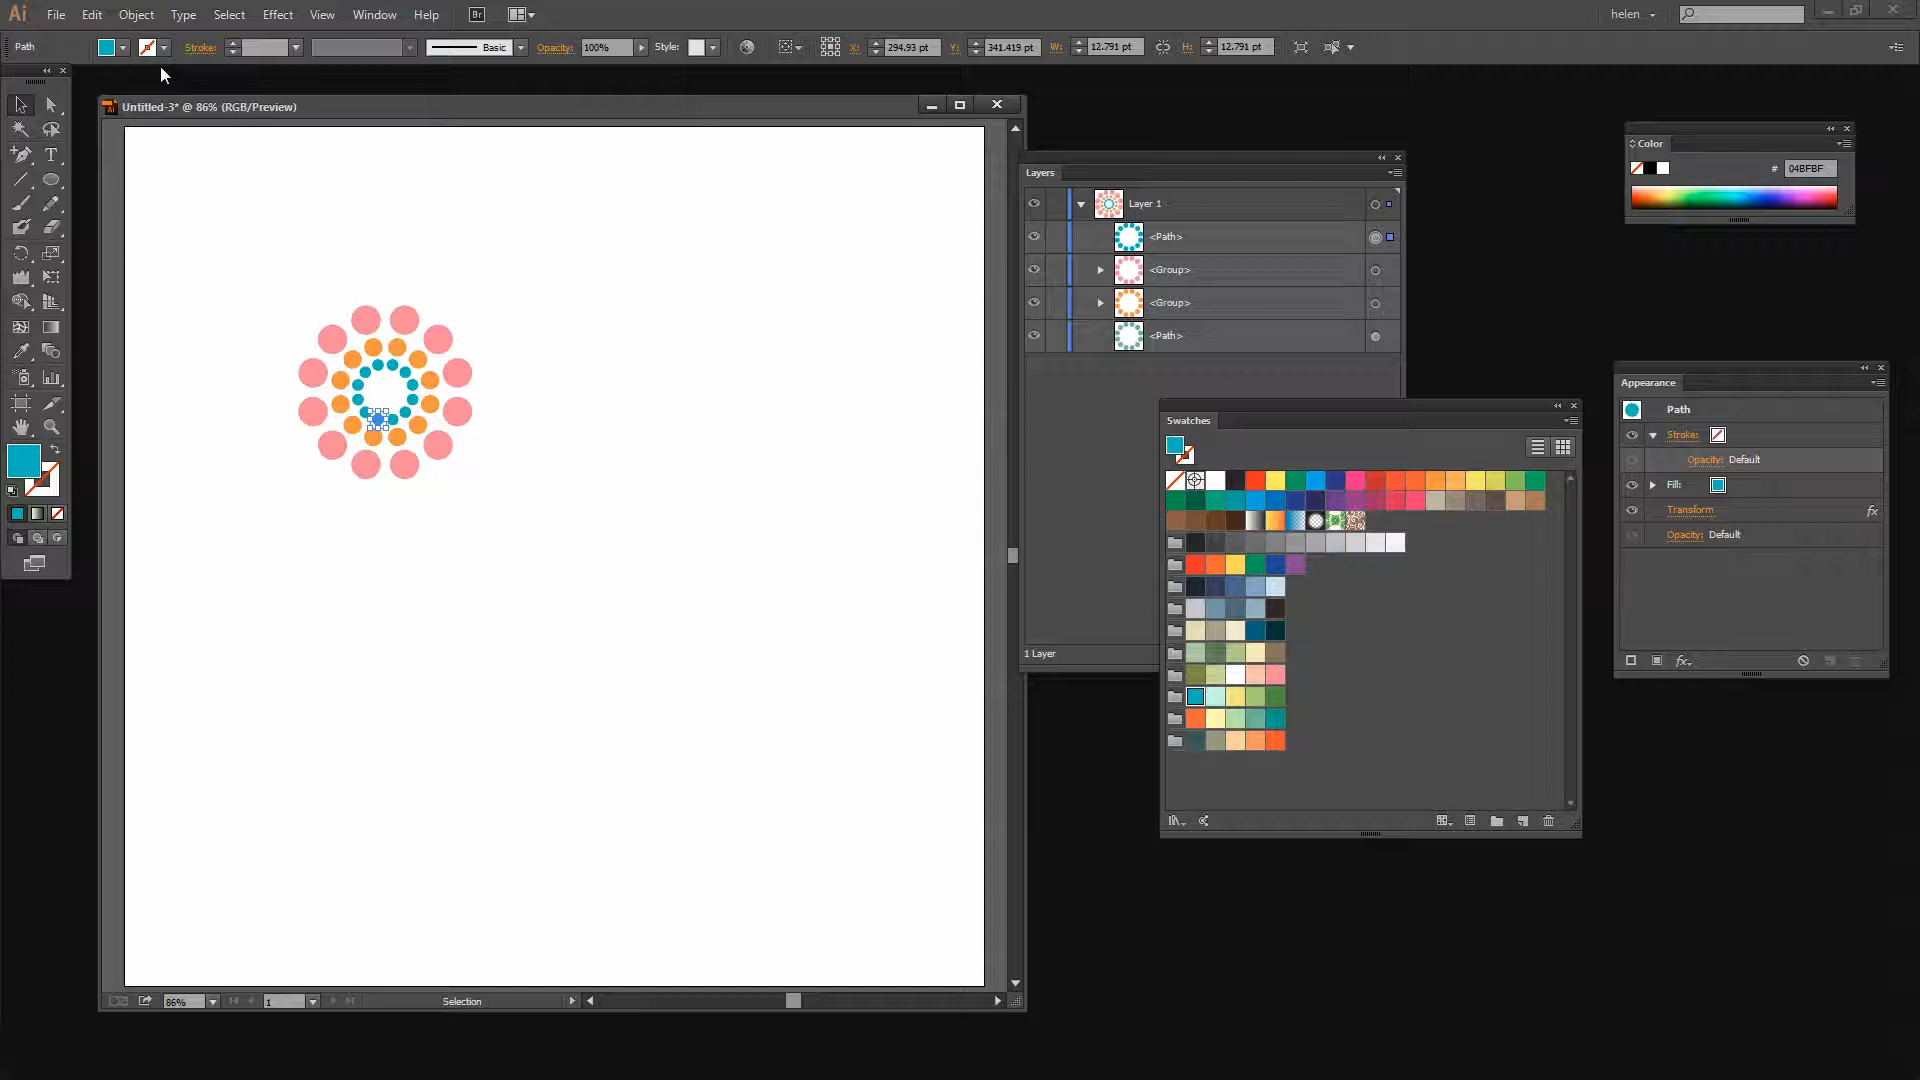 Ai File Edit Object Type Select Effect View Window Help Br helen
Path Stroke: Basic Opacity: 100% Style: X: 294.93 pt Y: 341.419 pt W: 12.791 pt H: 12.791 pt
Untitled-3* @ 86% (RGB/Preview)
Color
# 04BFBF
Layers
Layer 1
<Path>
<Group>
<Group>
<Path>
1 Layer
Swatches
Appearance
Path
Stroke:
Opacity: Default
Fill:
Transform fx
Opacity: Default
fx
86% 1 Selection